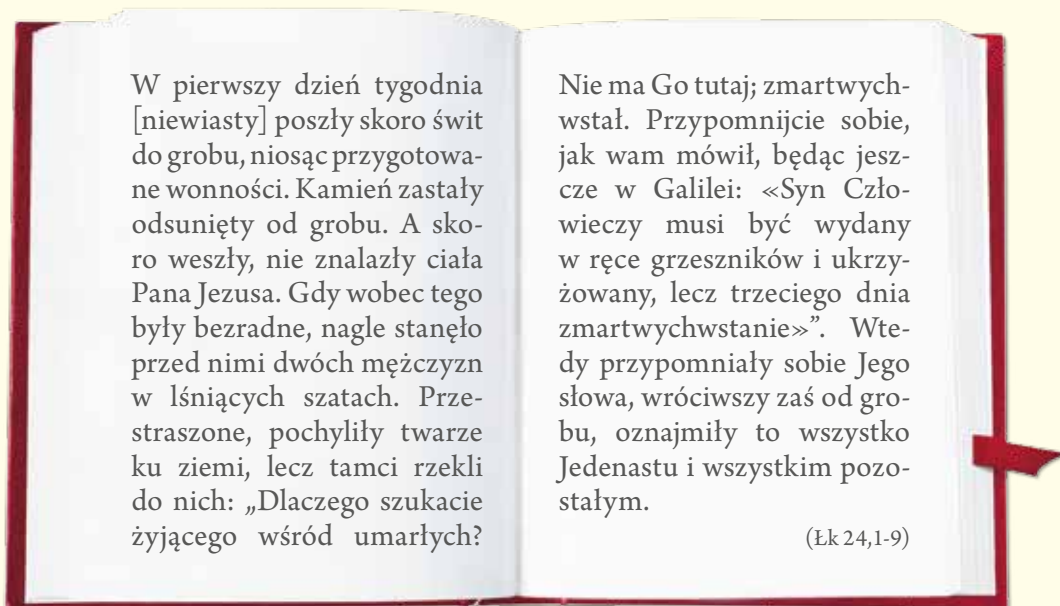 W pierwszy dzień tygodnia
[niewiasty] poszły skoro świt
do grobu, niosąc przygotowa-
ne wonności. Kamień zastały
odsunięty od grobu. A sko-
ro weszły, nie znalazły ciała
Pana Jezusa. Gdy wobec tego
były bezradne, nagle stanęło
przed nimi dwóch mężczyzn
w lśniących szatach. Prze-
straszone, pochyliły twarze
ku ziemi, lecz tamci rzekli
do nich: „Dlaczego szukacie
żyjącego wśród umarłych?
Nie ma Go tutaj; zmartwych-
wstał. Przypomnijcie sobie,
jak wam mówił, będąc jesz-
cze w Galilei: «Syn Czło-
wieczy musi być wydany
w ręce grzeszników i ukrzy-
żowany, lecz trzeciego dnia
zmartwychwstanie»”. Wte-
dy przypomniały sobie Jego
słowa, wróciwszy zaś od gro-
bu, oznajmiły to wszystko
Jedenastu i wszystkim pozo-
stałym.
(Łk 24,1-9)